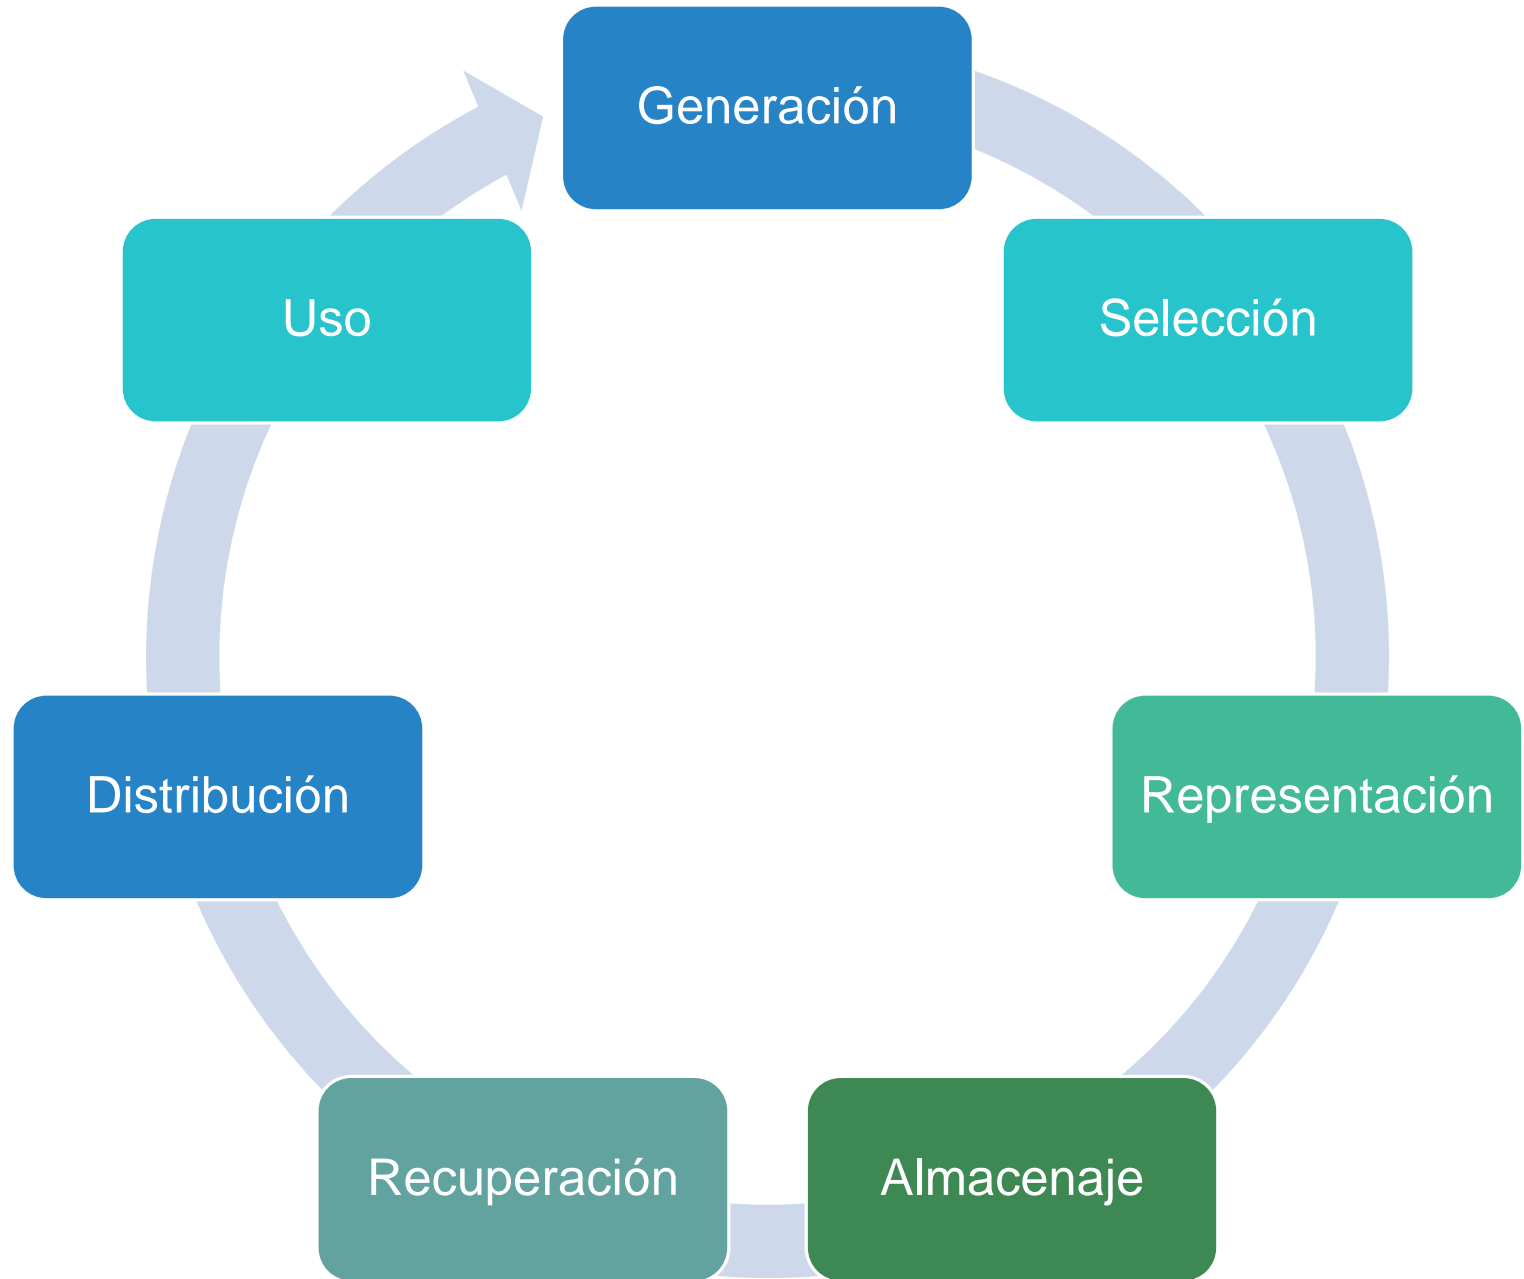 Generación
Selección
Representación
Almacenaje
Recuperación
Distribución
Uso